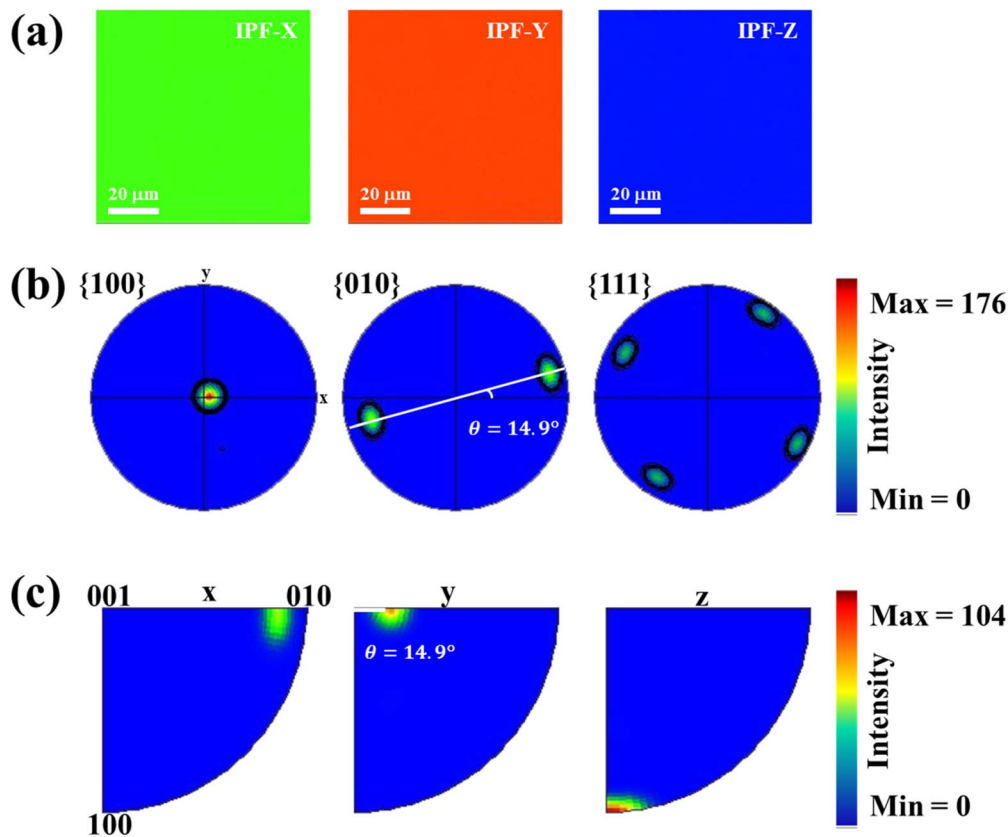 (a)
IPF-X
IPF-Y
IPF-Z
20 μm
20 μm
20 μm
(b)
{100}
y
x
{010}
θ = 14.9°
{111}
Max = 176
Intensity
Min = 0
(c)
001
x
010
100
y
θ = 14.9°
z
Max = 104
Intensity
Min = 0